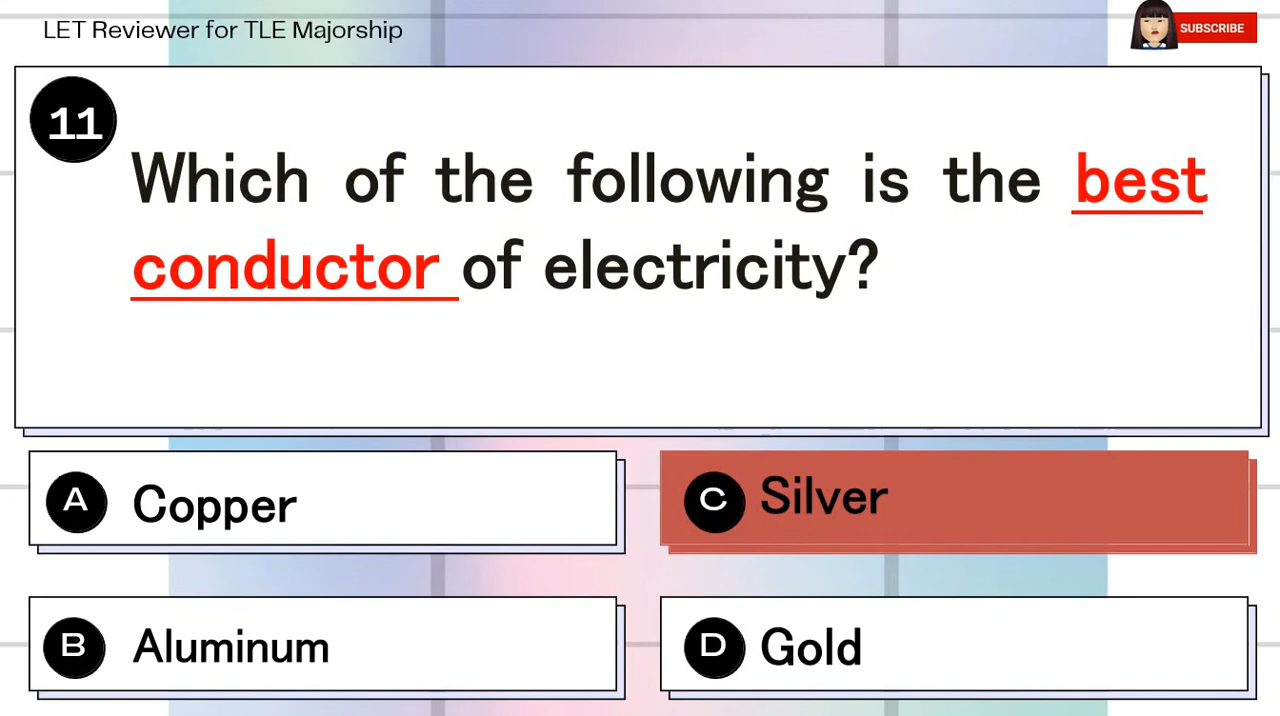 LET Reviewer for TLE Majorship
SUBSCRIBE
11
Which of the following is the best
conductor of electricity?
A Copper
C Silver
B Aluminum
D Gold